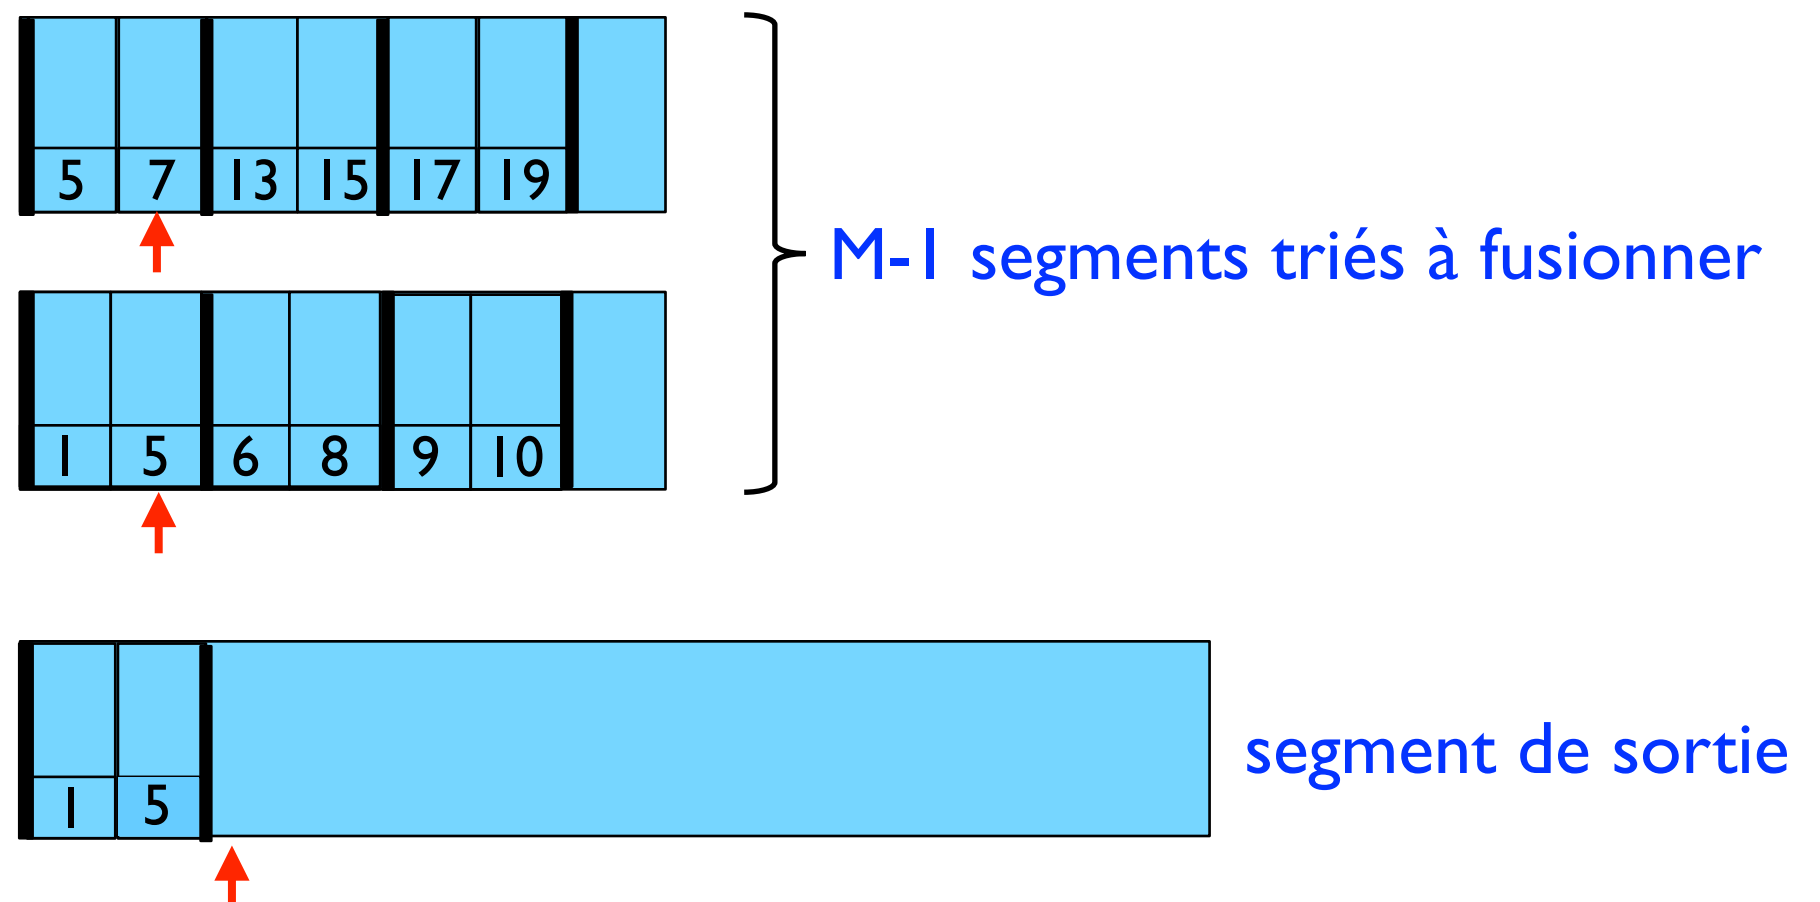 5 7 13 15 17 19
M-1 segments triés à fusionner
1 5 6 8 9 10
segment de sortie
1 5